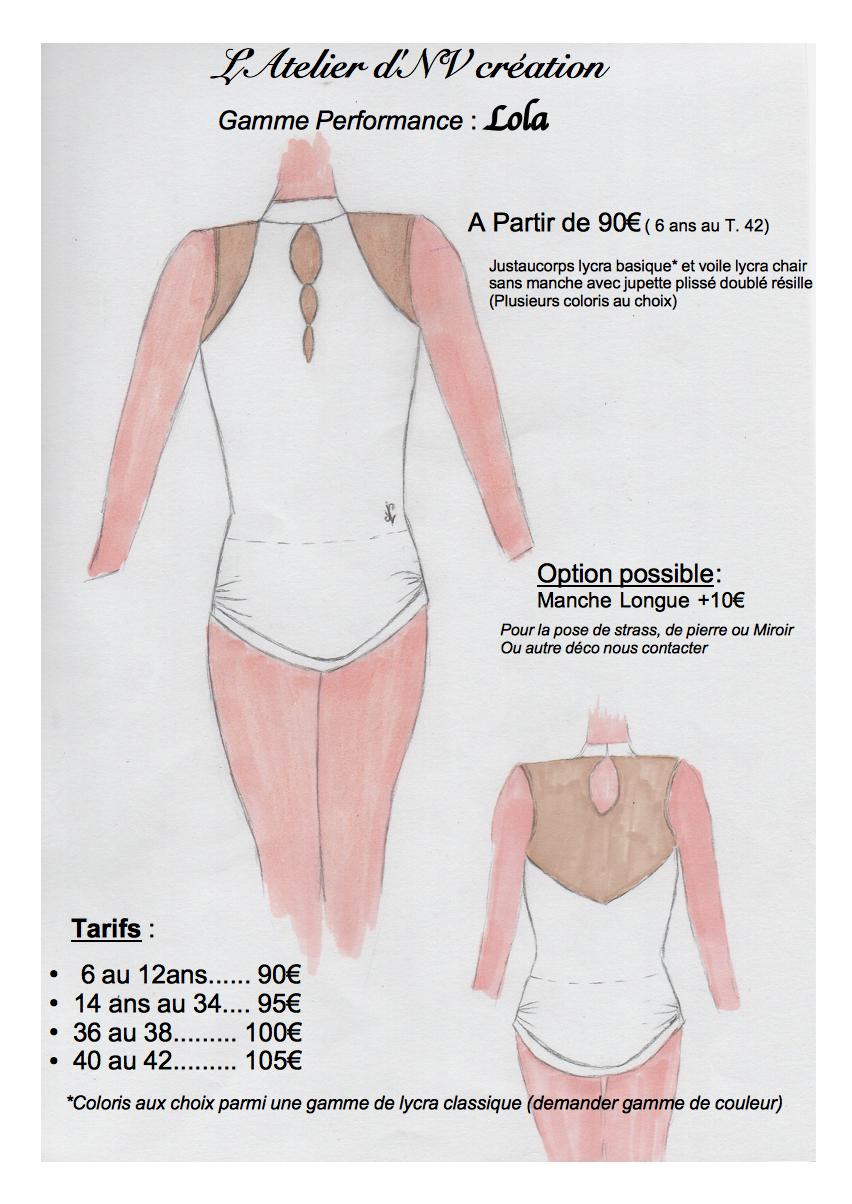 L'Atelier d'NV création
Gamme Performance : Lola
A Partir de 90€ ( 6 ans au T. 42)
Justaucorps lycra basique* et voile lycra chair
sans manche avec jupette plissé doublé résille
(Plusieurs coloris au choix)
Option possible:
Manche Longue +10€
Pour la pose de strass, de pierre ou Miroir
Ou autre déco nous contacter
Tarifs :
• 6 au 12ans...... 90€
• 14 ans au 34.... 95€
• 36 au 38......... 100€
• 40 au 42......... 105€
*Coloris aux choix parmi une gamme de lycra classique (demander gamme de couleur)